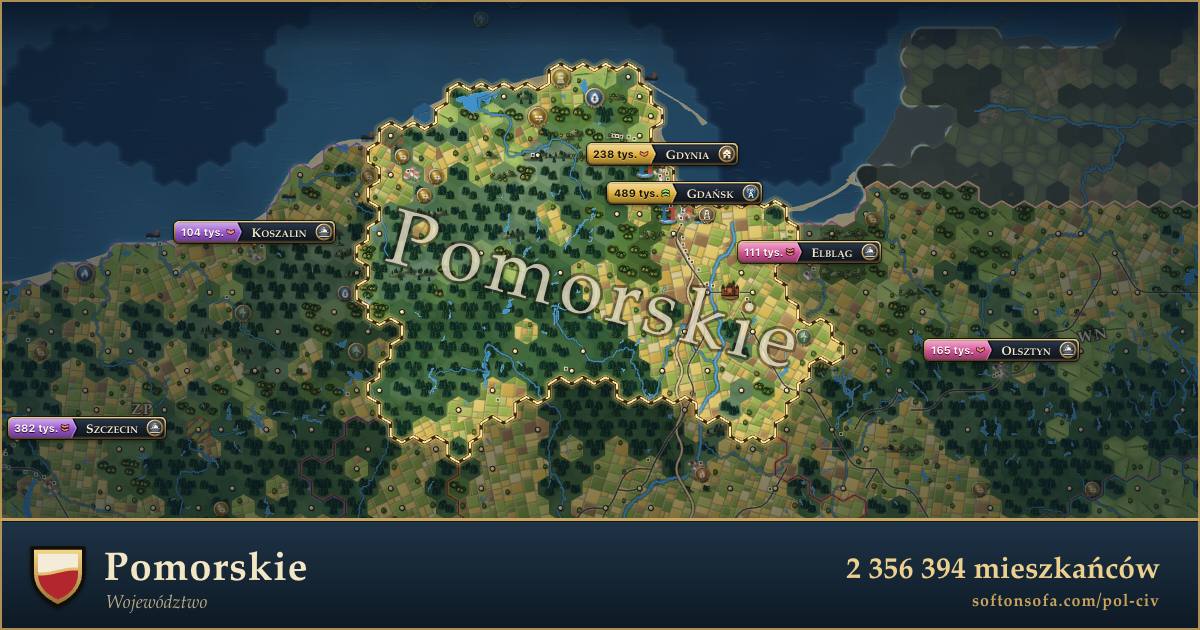 238 tys. GDYNIA
489 tys. GDAŃSK
104 tys. KOSZALIN
111 tys. ELBLĄG
Pomorskie
165 tys. OLSZTYN
WN
ZP
382 tys. SZCZECIN
Pomorskie
Województwo
2 356 394 mieszkańców
softonsofa.com/pol-civ